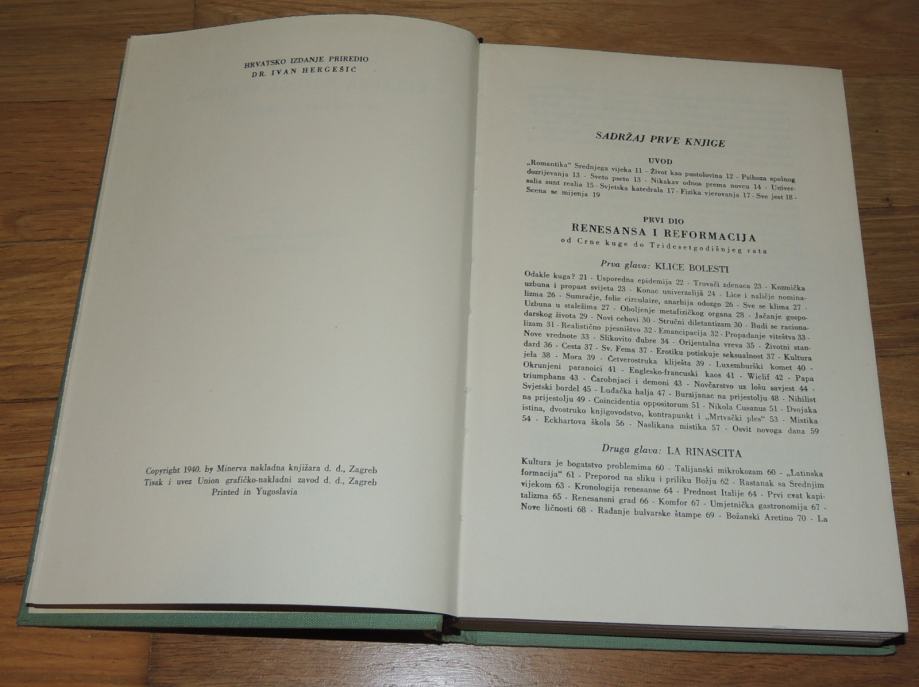 HRVATSKO IZDANJE PRIREDIO
DR. IVAN HERGEŠIĆ
Copyright 1940. by Minerva nakladna knjižara d. d., Zagreb
Tisak i uvez Union grafičko-nakladni zavod d. d., Zagreb
Printed in Yugoslavia
SADRŽAJ PRVE KNJIGE
UVOD
„Romantika“ Srednjega vijeka 11 - Život kao pustolovina 12 - Psihoza spolnog
dozrijevanja 13 - Sveto pseto 13 - Nikakav odnos prema novcu 14 - Univer-
salia sunt realia 15 - Svjetska katedrala 17 - Fizika vjerovanja 17 - Sve jest 18 -
Scena se mijenja 19
PRVI DIO
RENESANSA I REFORMACIJA
od Crne kuge do Tridesetgodišnjeg rata
Prva glava: KLICE BOLESTI
Odakle kuga? 21 - Usporedna epidemija 22 - Trovači zdenaca 23 - Kozmička
uzbuna i propast svijeta 23 - Konac univerzalijâ 24 - Lice i naličje nomina-
lizma 26 - Sumračje, folie circulaire, anarhija odozgo 26 - Sve se klima 27 -
Uzbuna u staležima 27 - Oboljenje metafizičkog organa 28 - Jačanje gospo-
darskog života 29 - Novi cehovi 30 - Stručni diletantizam 30 - Budi se raciona-
lizam 31 - Realistično pjesništvo 32 - Emancipacija 32 - Propadanje viteštva 33 -
Nove vrednote 33 - Slikovito đubre 34 - Orijentalna vreva 35 - Životni stan-
dard 36 - Cesta 37 - Sv. Fema 37 - Erotiku potiskuje seksualnost 37 - Kultura
jela 38 - Mora 39 - Četverostruka kliješta 39 - Luxemburški komet 40 -
Okrunjeni paranoici 41 - Englesko-francuski kaos 41 - Wiclif 42 - Papa
triumphans 43 - Čarobnjaci i demoni 43 - Novčarstvo uz lošu savjest 44 -
Svjetski bordel 45 - Luđačka halja 47 - Burzijanac na prijestolju 48 - Nihilist
na prijestolju 49 - Coincidentia oppositorum 51 - Nikola Cusanus 51 - Dvojaka
istina, dvostruko knjigovodstvo, kontrapunkt i „Mrtvački ples“ 53 - Mistika
54 - Eckhartova škola 56 - Naslikana mistika 57 - Osvit novoga dana 59
Druga glava: LA RINASCITA
Kultura je bogatstvo problemima 60 - Talijanski mikrokozam 60 - „Latinska
formacija“ 61 - Preporod na sliku i priliku Božju 62 - Rastanak sa Srednjim
vijekom 63 - Kronologija renesanse 64 - Prednost Italije 64 - Prvi cvat kapi-
talizma 65 - Renesansni grad 66 - Komfor 67 - Umjetnička gastronomija 67 -
Nove ličnosti 68 - Rađanje bulvarske štampe 69 - Božanski Aretino 70 - La